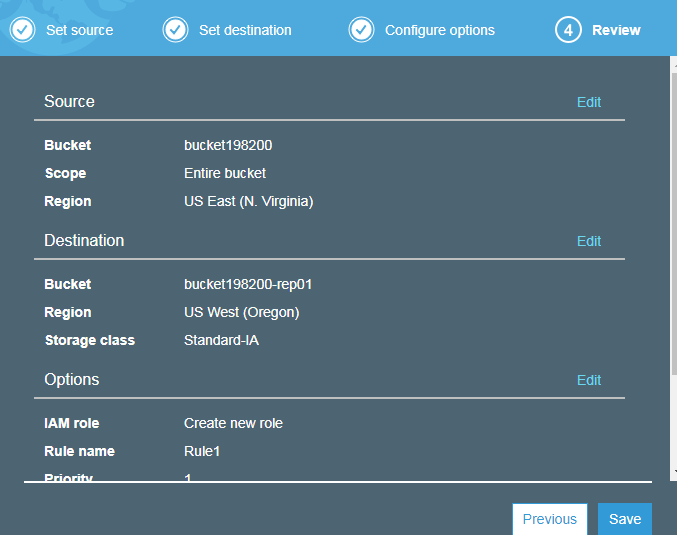 Set source Set destination Configure options 4 Review
Source Edit
Bucket bucket198200
Scope Entire bucket
Region US East (N. Virginia)
Destination Edit
Bucket bucket198200-rep01
Region US West (Oregon)
Storage class Standard-IA
Options Edit
IAM role Create new role
Rule name Rule1
Priority 1
Previous Save